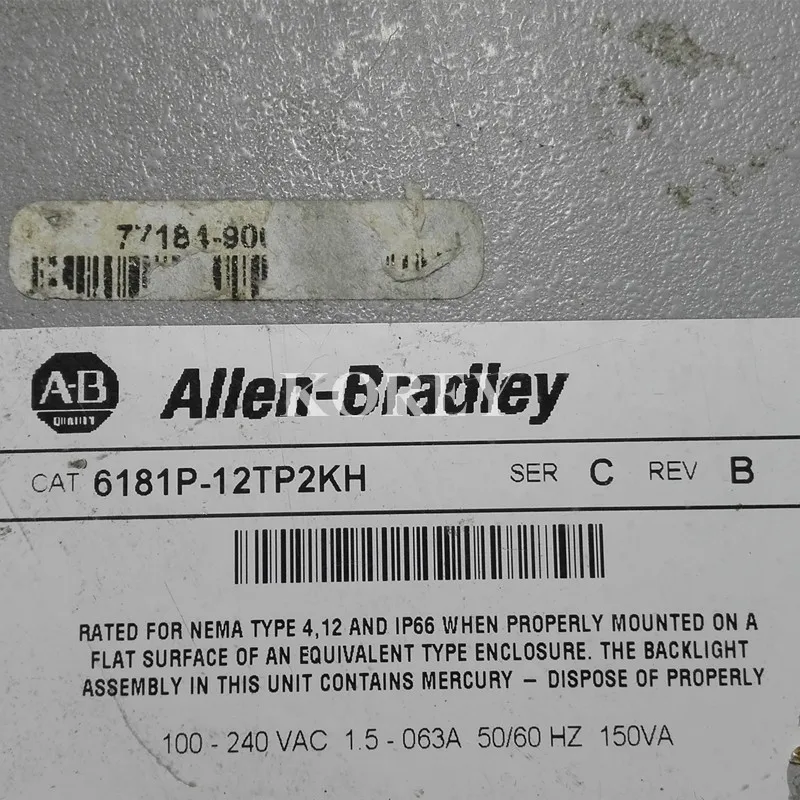 77184-90
A-B
QUALITY
Allen-Bradley
KOREY
CAT 6181P-12TP2KH SER C REV B
RATED FOR NEMA TYPE 4,12 AND IP66 WHEN PROPERLY MOUNTED ON A
FLAT SURFACE OF AN EQUIVALENT TYPE ENCLOSURE. THE BACKLIGHT
ASSEMBLY IN THIS UNIT CONTAINS MERCURY – DISPOSE OF PROPERLY
100 - 240 VAC 1.5 - 063A 50/60 HZ 150VA